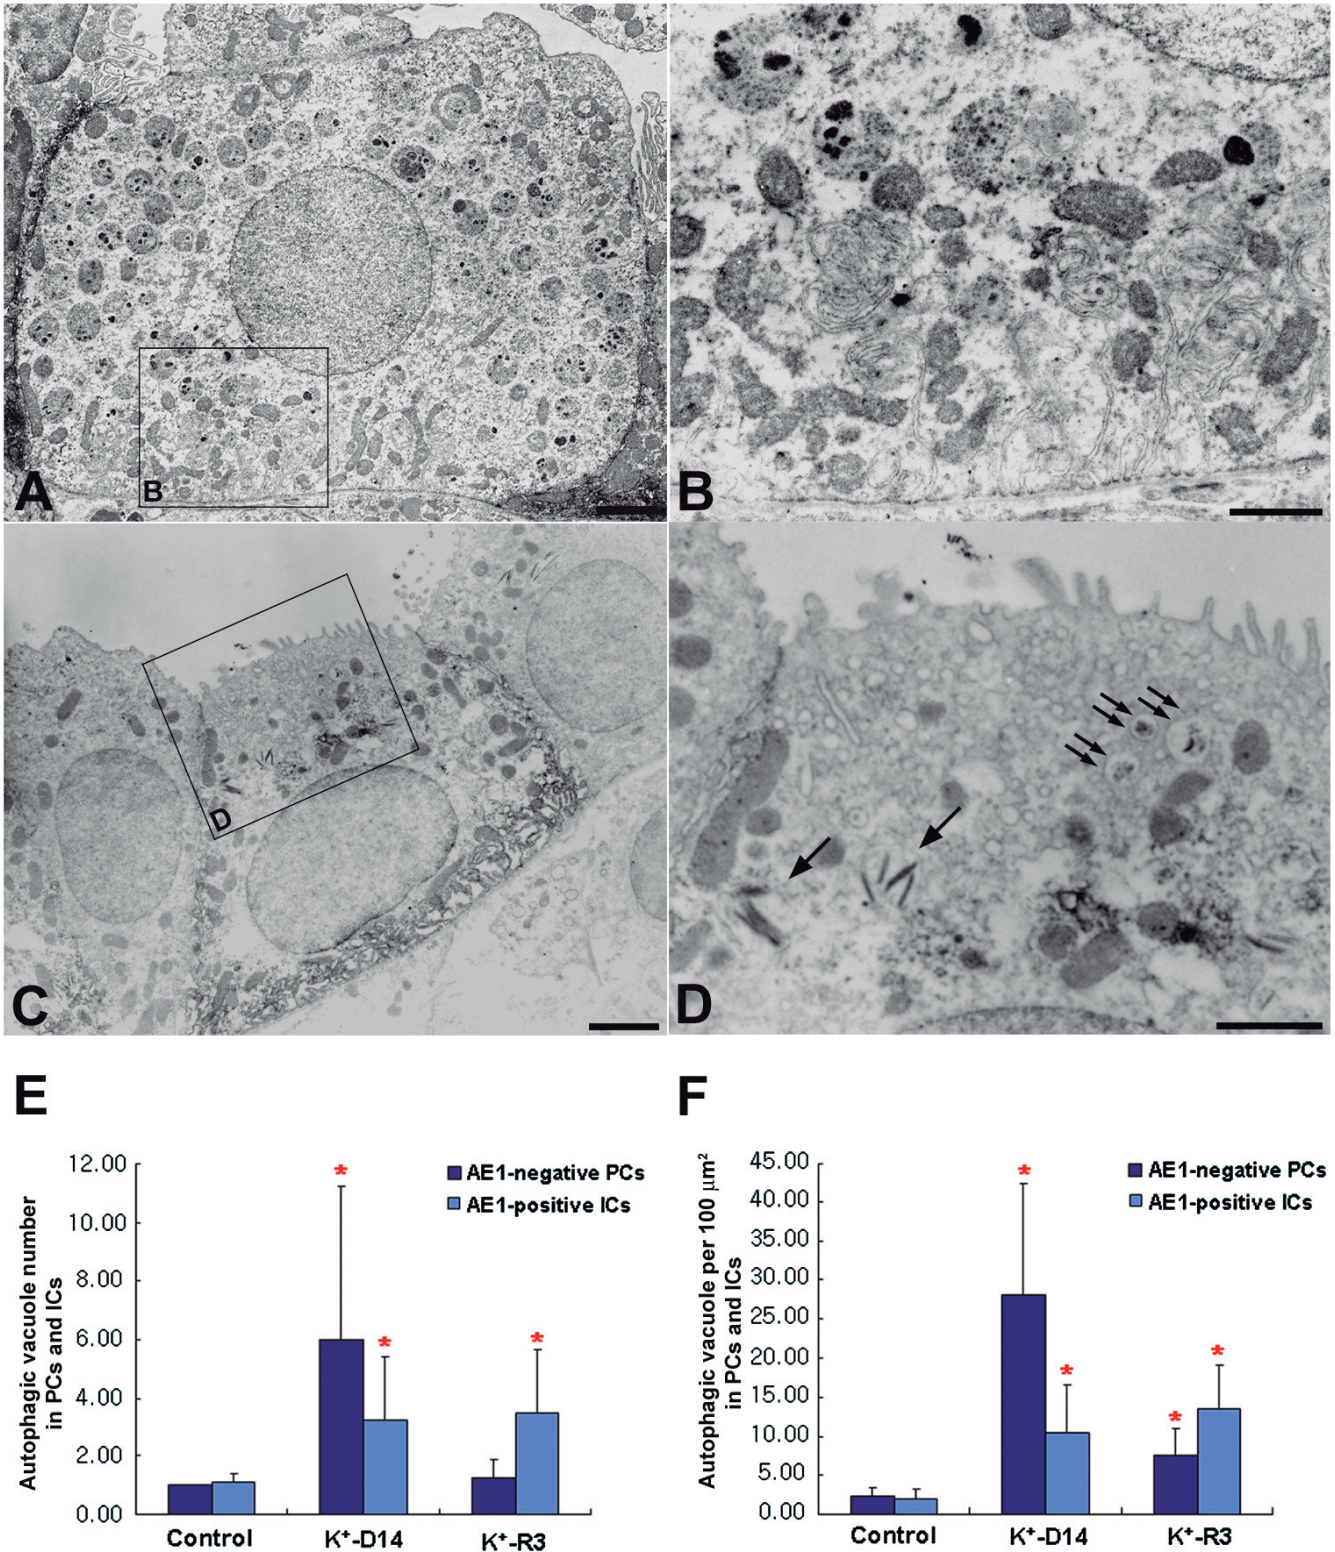 A
B
B
C
D
D
E
Autophagic vacuole number
in PCs and ICs
12.00
10.00
8.00
6.00
4.00
2.00
0.00
*
*
*
AE1-negative PCs
AE1-positive ICs
Control
K⁺-D14
K⁺-R3
F
Autophagic vacuole per 100 µm²
in PCs and ICs
45.00
40.00
35.00
30.00
25.00
20.00
15.00
10.00
5.00
0.00
*
*
*
*
AE1-negative PCs
AE1-positive ICs
Control
K⁺-D14
K⁺-R3